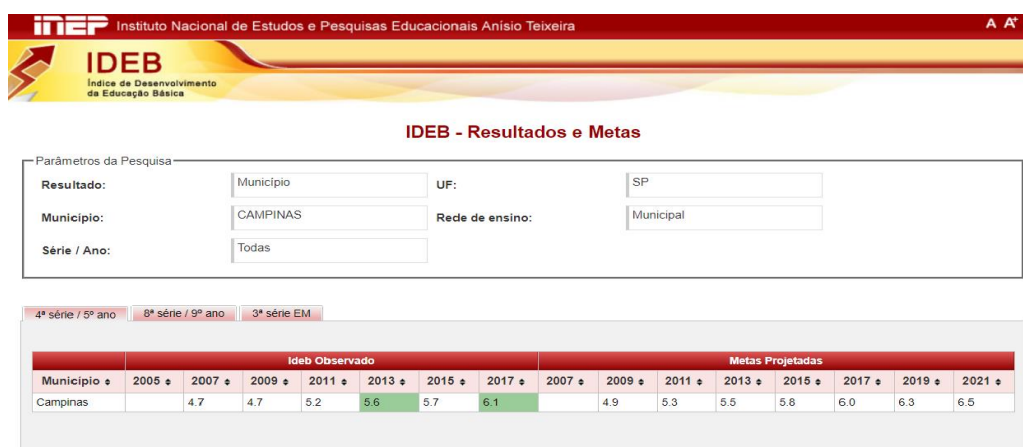 inep Instituto Nacional de Estudos e Pesquisas Educacionais Anísio Teixeira A A+
IDEB
Índice de Desenvolvimento
da Educação Básica
IDEB - Resultados e Metas
Parâmetros da Pesquisa
Resultado: Município UF: SP
Município: CAMPINAS Rede de ensino: Municipal
Série / Ano: Todas
4ª série / 5º ano 8ª série / 9º ano 3ª série EM
Ideb Observado Metas Projetadas
Município 2005 2007 2009 2011 2013 2015 2017 2007 2009 2011 2013 2015 2017 2019 2021
Campinas 4.7 4.7 5.2 5.6 5.7 6.1 4.9 5.3 5.5 5.8 6.0 6.3 6.5